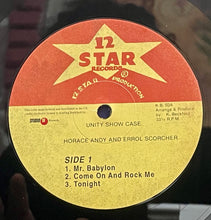 12
STAR
RECORDS
12 STAR PRODUCTION
K.B. 004
Arrange & Produce
by K. Beckford
33⅓ R.P.M.
UNITY SHOW CASE
HORACE ANDY AND ERROL SCORCHER
SIDE 1
1. Mr. Babylon
2. Come On And Rock Me
3. Tonight